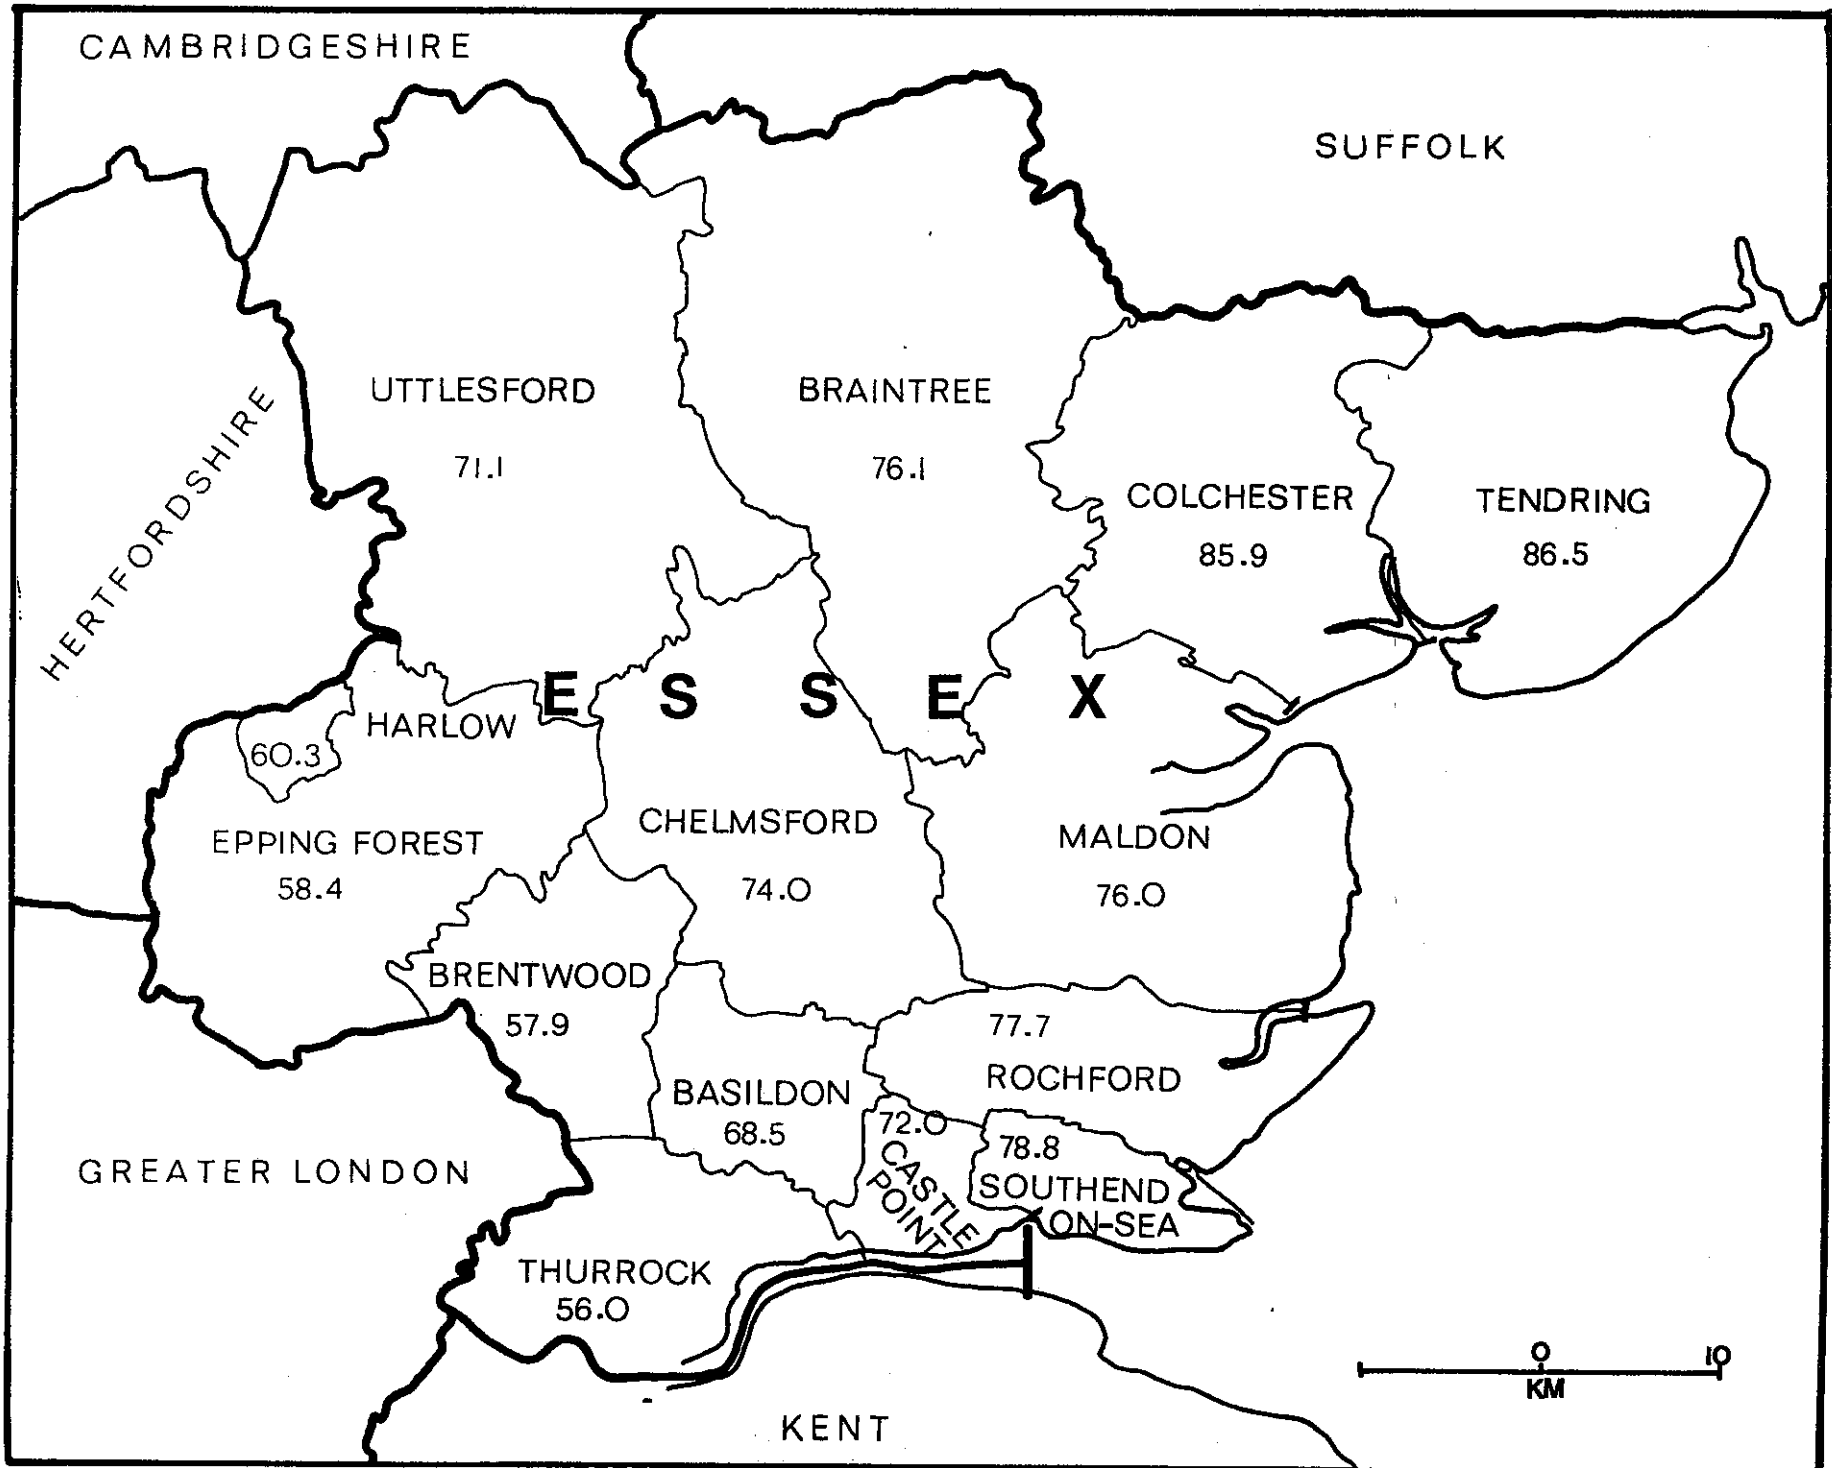 CAMBRIDGESHIRE
SUFFOLK
HERTFORDSHIRE
UTTLESFORD
71.1
BRAINTREE
76.1
COLCHESTER
85.9
TENDRING
86.5
ESSEX
HARLOW
60.3
EPPING FOREST
58.4
CHELMSFORD
74.0
MALDON
76.0
BRENTWOOD
57.9
77.7
ROCHFORD
BASILDON
68.5
72.0
CASTLE
POINT
78.8
SOUTHEND
ON-SEA
GREATER LONDON
THURROCK
56.0
KENT
0 10
KM